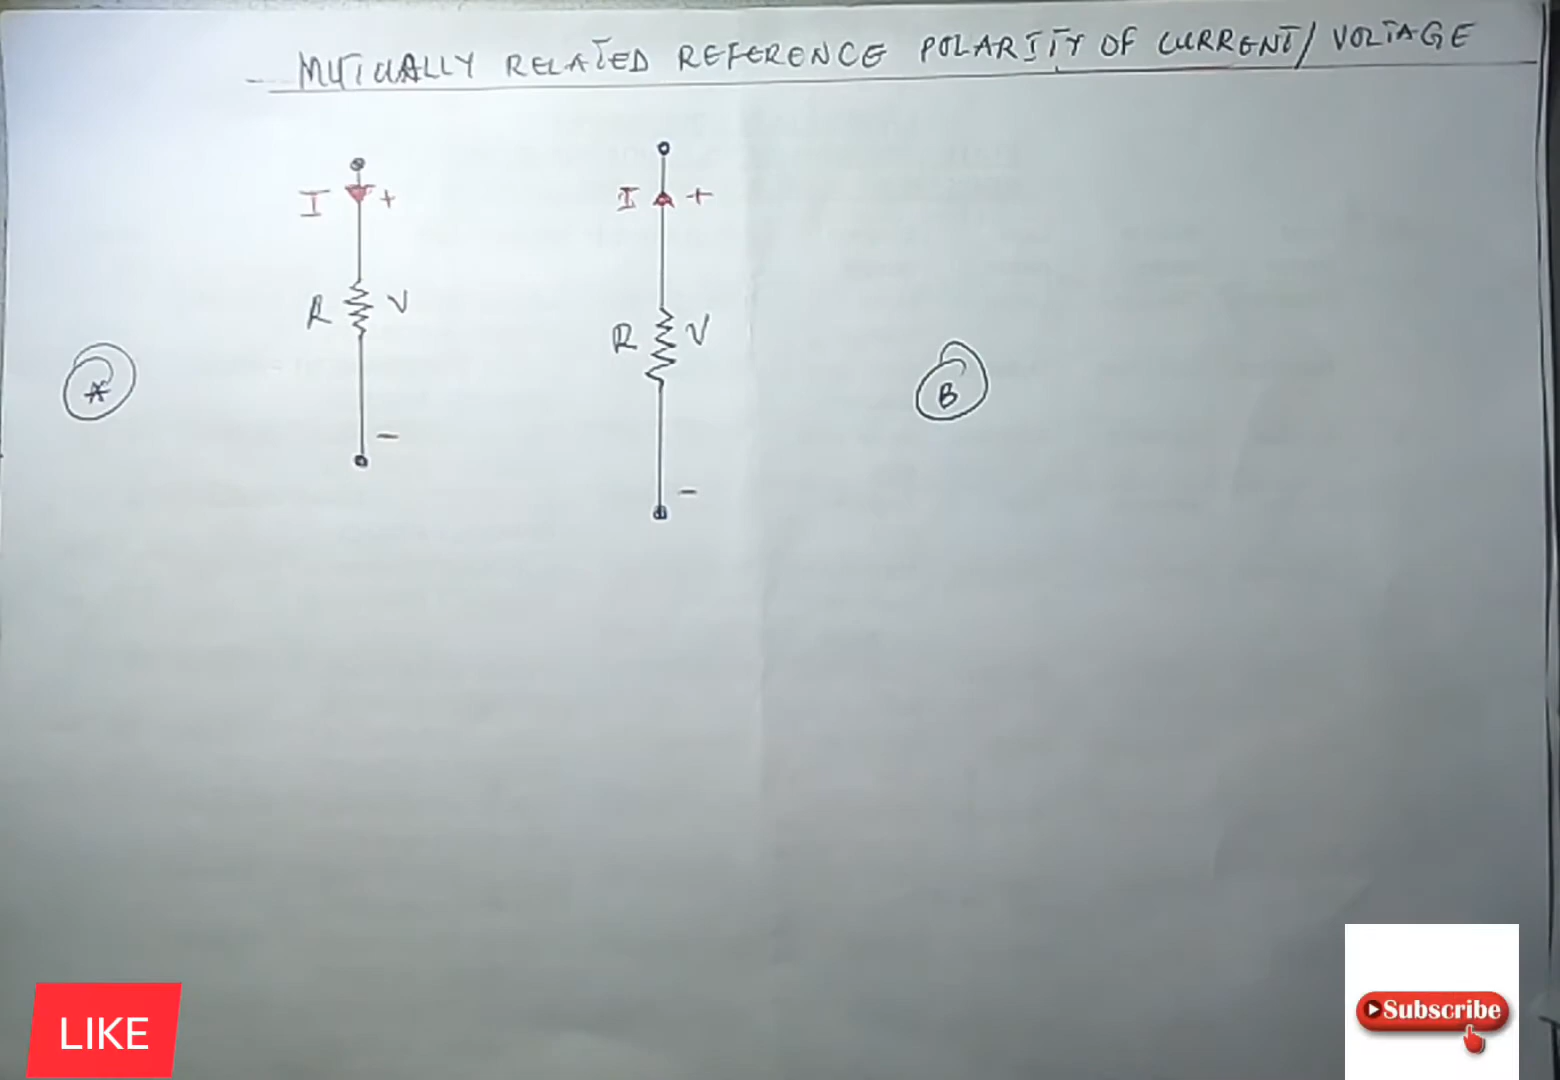 MUTUALLY RELATED REFERENCE POLARITY OF CURRENT/VOLTAGE
I +
I +
R V
R V
A
B
-
-
LIKE
Subscribe